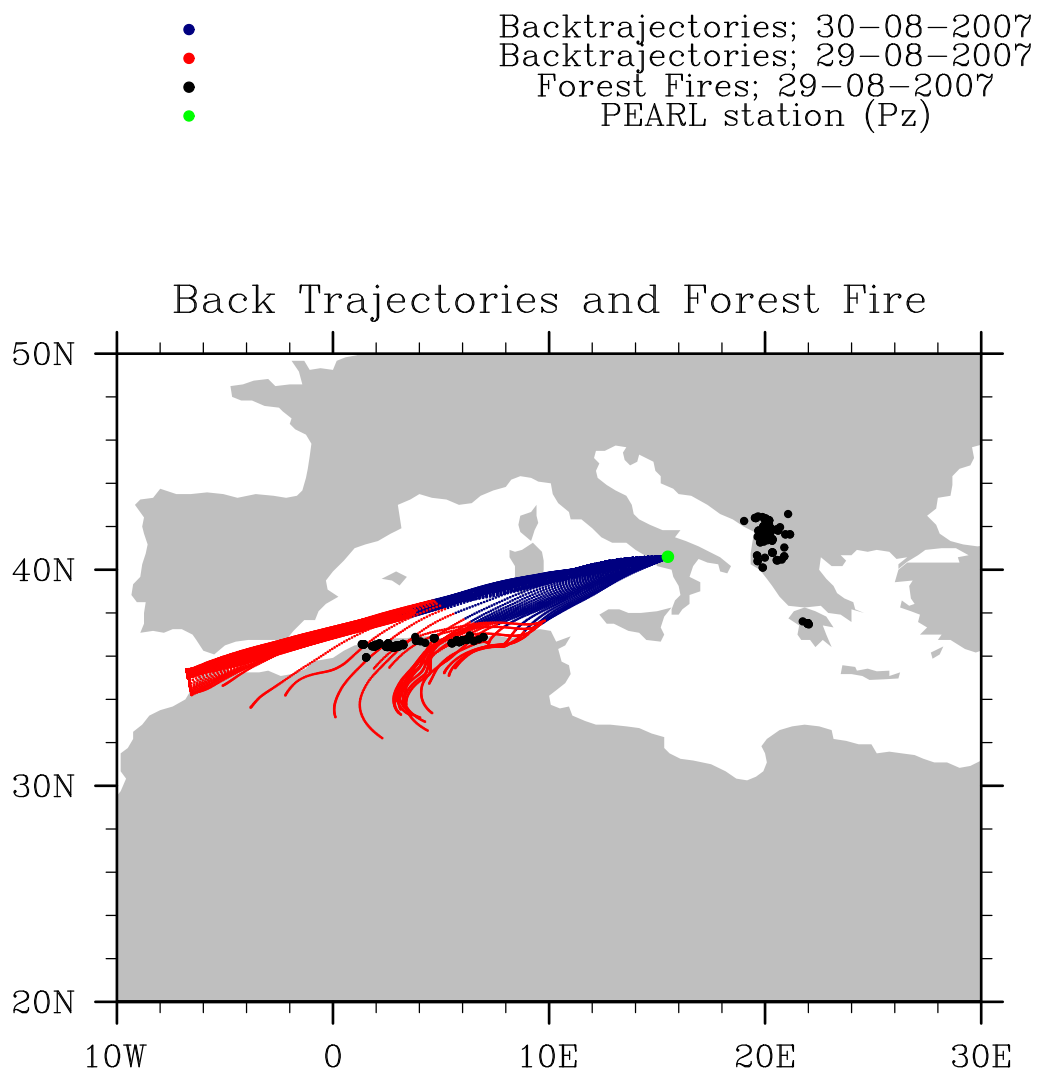 Backtrajectories; 30-08-2007
Backtrajectories; 29-08-2007
Forest Fires; 29-08-2007
PEARL station (Pz)
Back Trajectories and Forest Fire
50N
40N
30N
20N
10W 0 10E 20E 30E